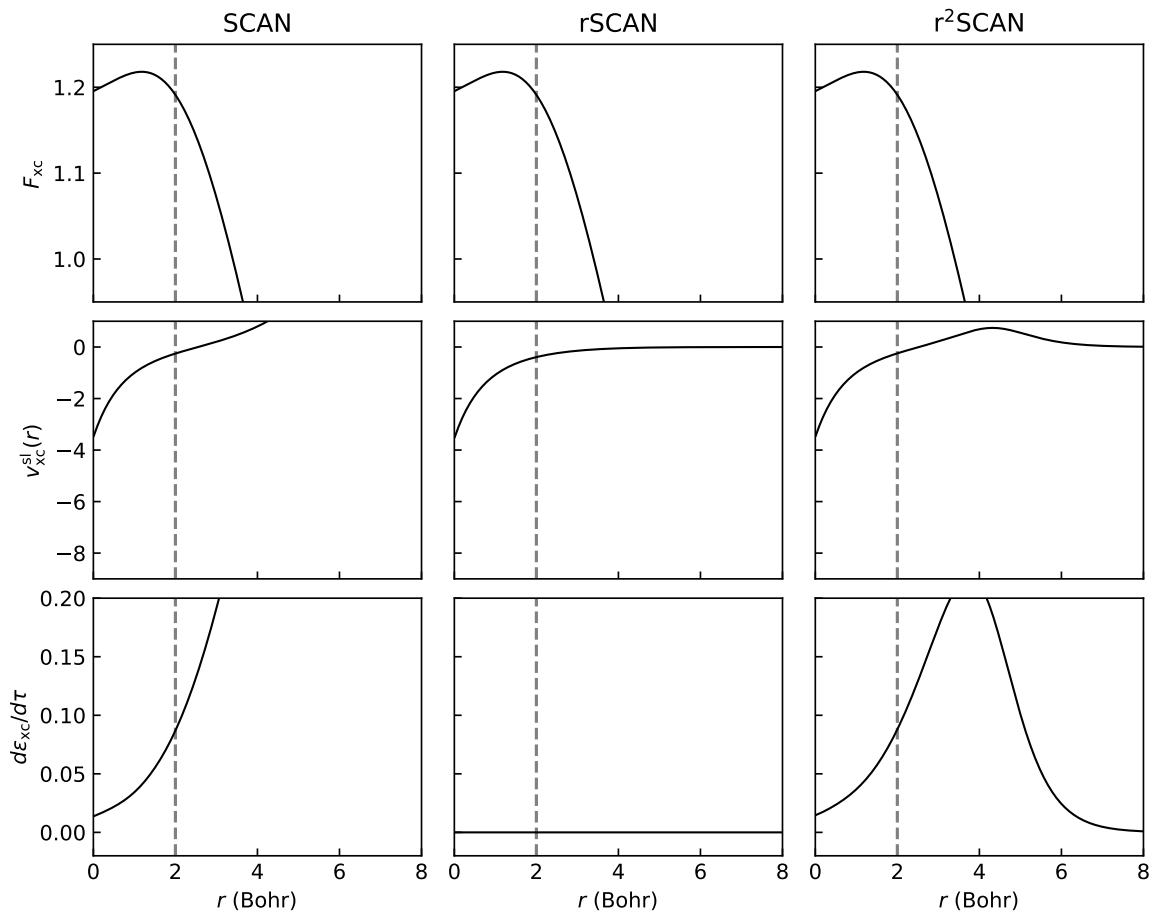 SCAN rSCAN r²SCAN
1.2
1.1
1.0
F_xc
0
−2
−4
−6
−8
v_xc^sl(r)
0.20
0.15
0.10
0.05
0.00
dε_xc/dτ
0 2 4 6 8 0 2 4 6 8 0 2 4 6 8
r (Bohr) r (Bohr) r (Bohr)